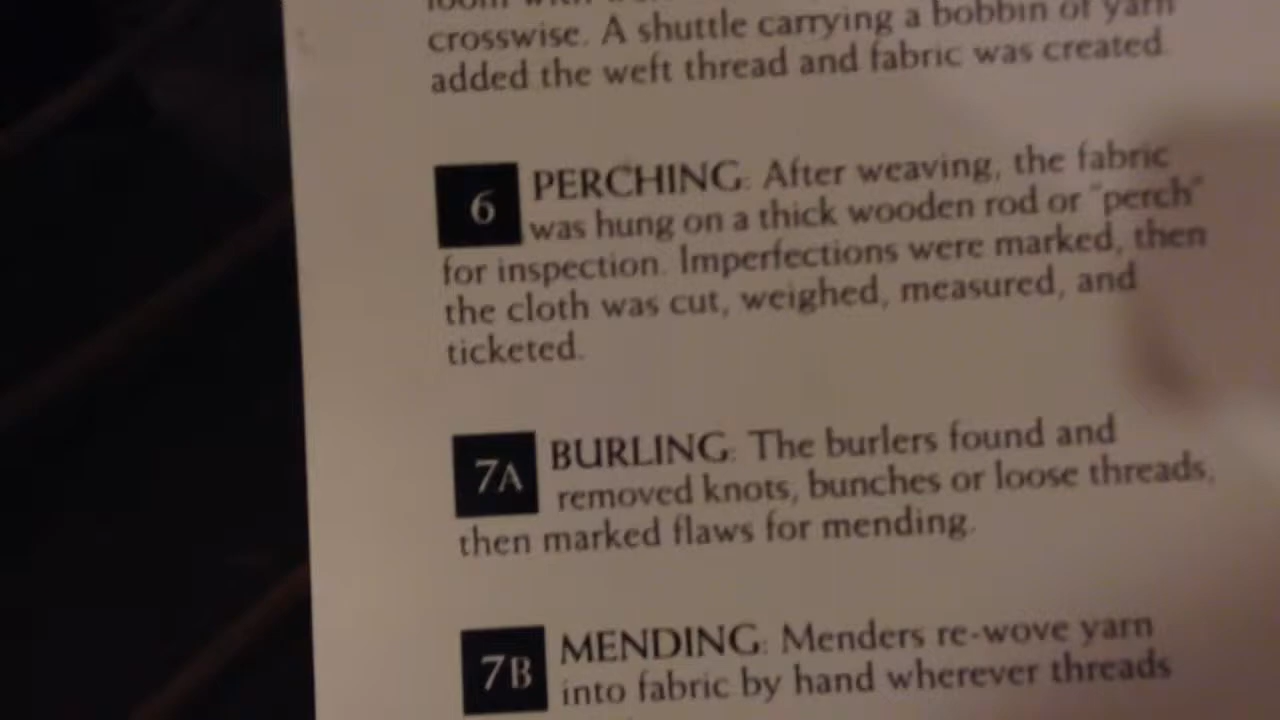 loom with
crosswise. A shuttle carrying a bobbin of yarn
added the weft thread and fabric was created.
6 PERCHING: After weaving, the fabric
was hung on a thick wooden rod or "perch"
for inspection. Imperfections were marked, then
the cloth was cut, weighed, measured, and
ticketed.
7A BURLING: The burlers found and
removed knots, bunches or loose threads,
then marked flaws for mending.
7B MENDING: Menders re-wove yarn
into fabric by hand wherever threads